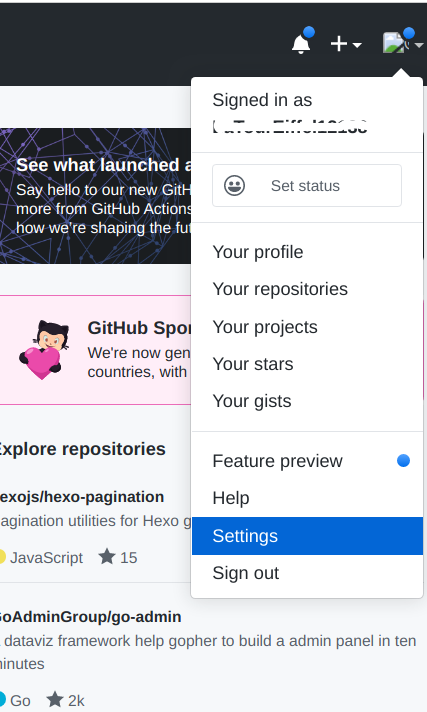 Signed in as
Set status
Your profile
Your repositories
Your projects
Your stars
Your gists
Feature preview
Help
Settings
Sign out
See what launched a
Say hello to our new GitH
more from GitHub Actions
how we're shaping the fut
GitHub Spon
We're now gen
countries, with
Explore repositories
exojs/hexo-pagination
agination utilities for Hexo g
JavaScript 15
GoAdminGroup/go-admin
dataviz framework help gopher to build a admin panel in ten
minutes
Go 2k